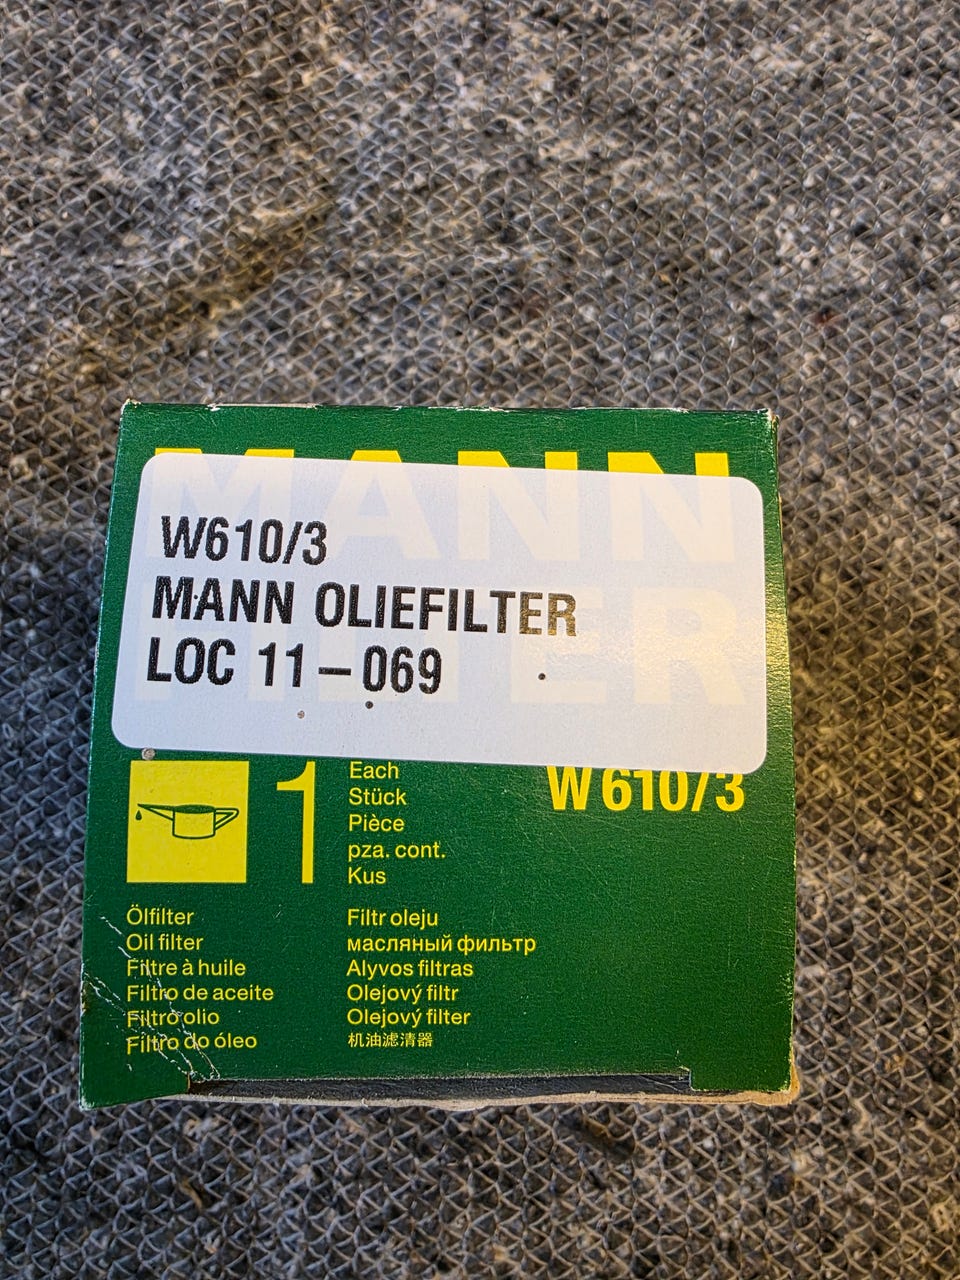 MANN
FILTER
W610/3
MANN OLIEFILTER
LOC 11-069
W 610/3
1
Each
Stück
Pièce
pza. cont.
Kus
Ölfilter
Oil filter
Filtre à huile
Filtro de aceite
Filtro olio
Filtro do óleo
Filtr oleju
масляный фильтр
Alyvos filtras
Olejový filtr
Olejový filter
机油滤清器